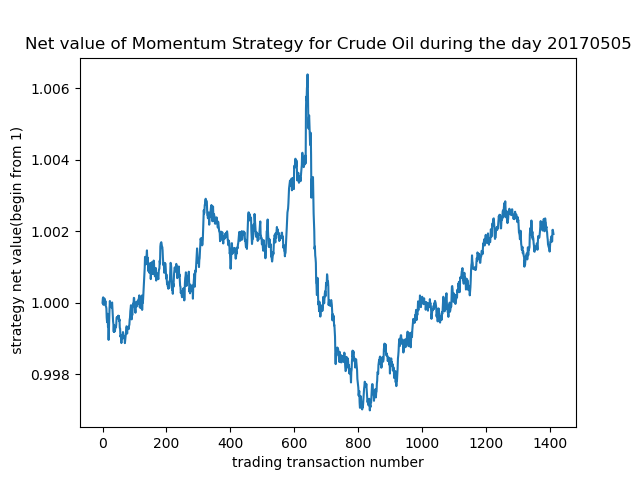 Net value of Momentum Strategy for Crude Oil during the day 20170505
1.006
1.004
1.002
1.000
0.998
strategy net value(begin from 1)
0 200 400 600 800 1000 1200 1400
trading transaction number